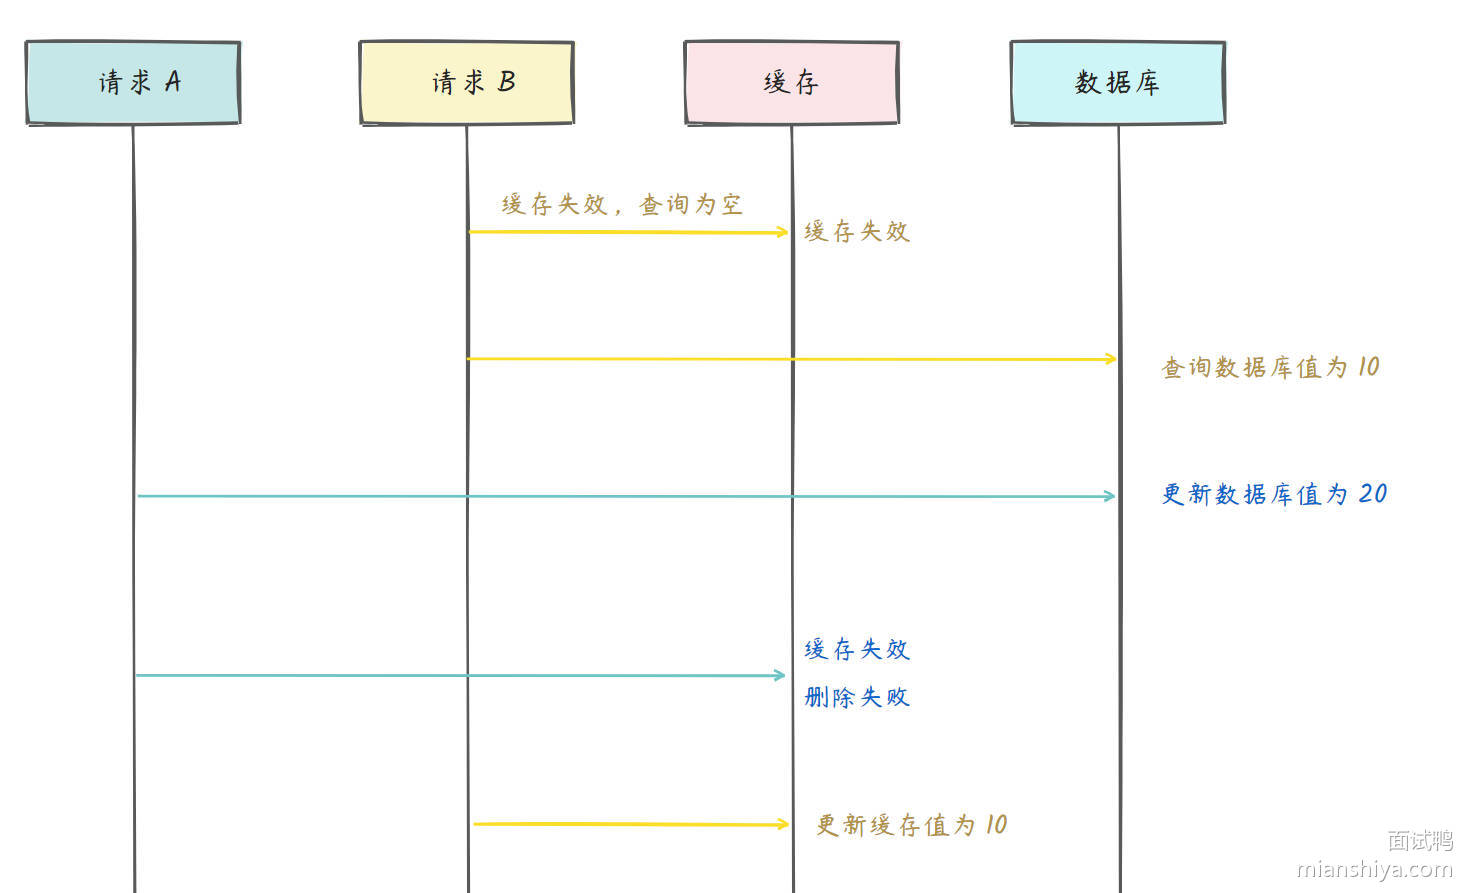 请求 A
请求 B
缓存
数据库
缓存失效，查询为空
缓存失效
查询数据库值为 10
更新数据库值为 20
缓存失效
删除失败
更新缓存值为 10
面试鸭
mianshiya.com